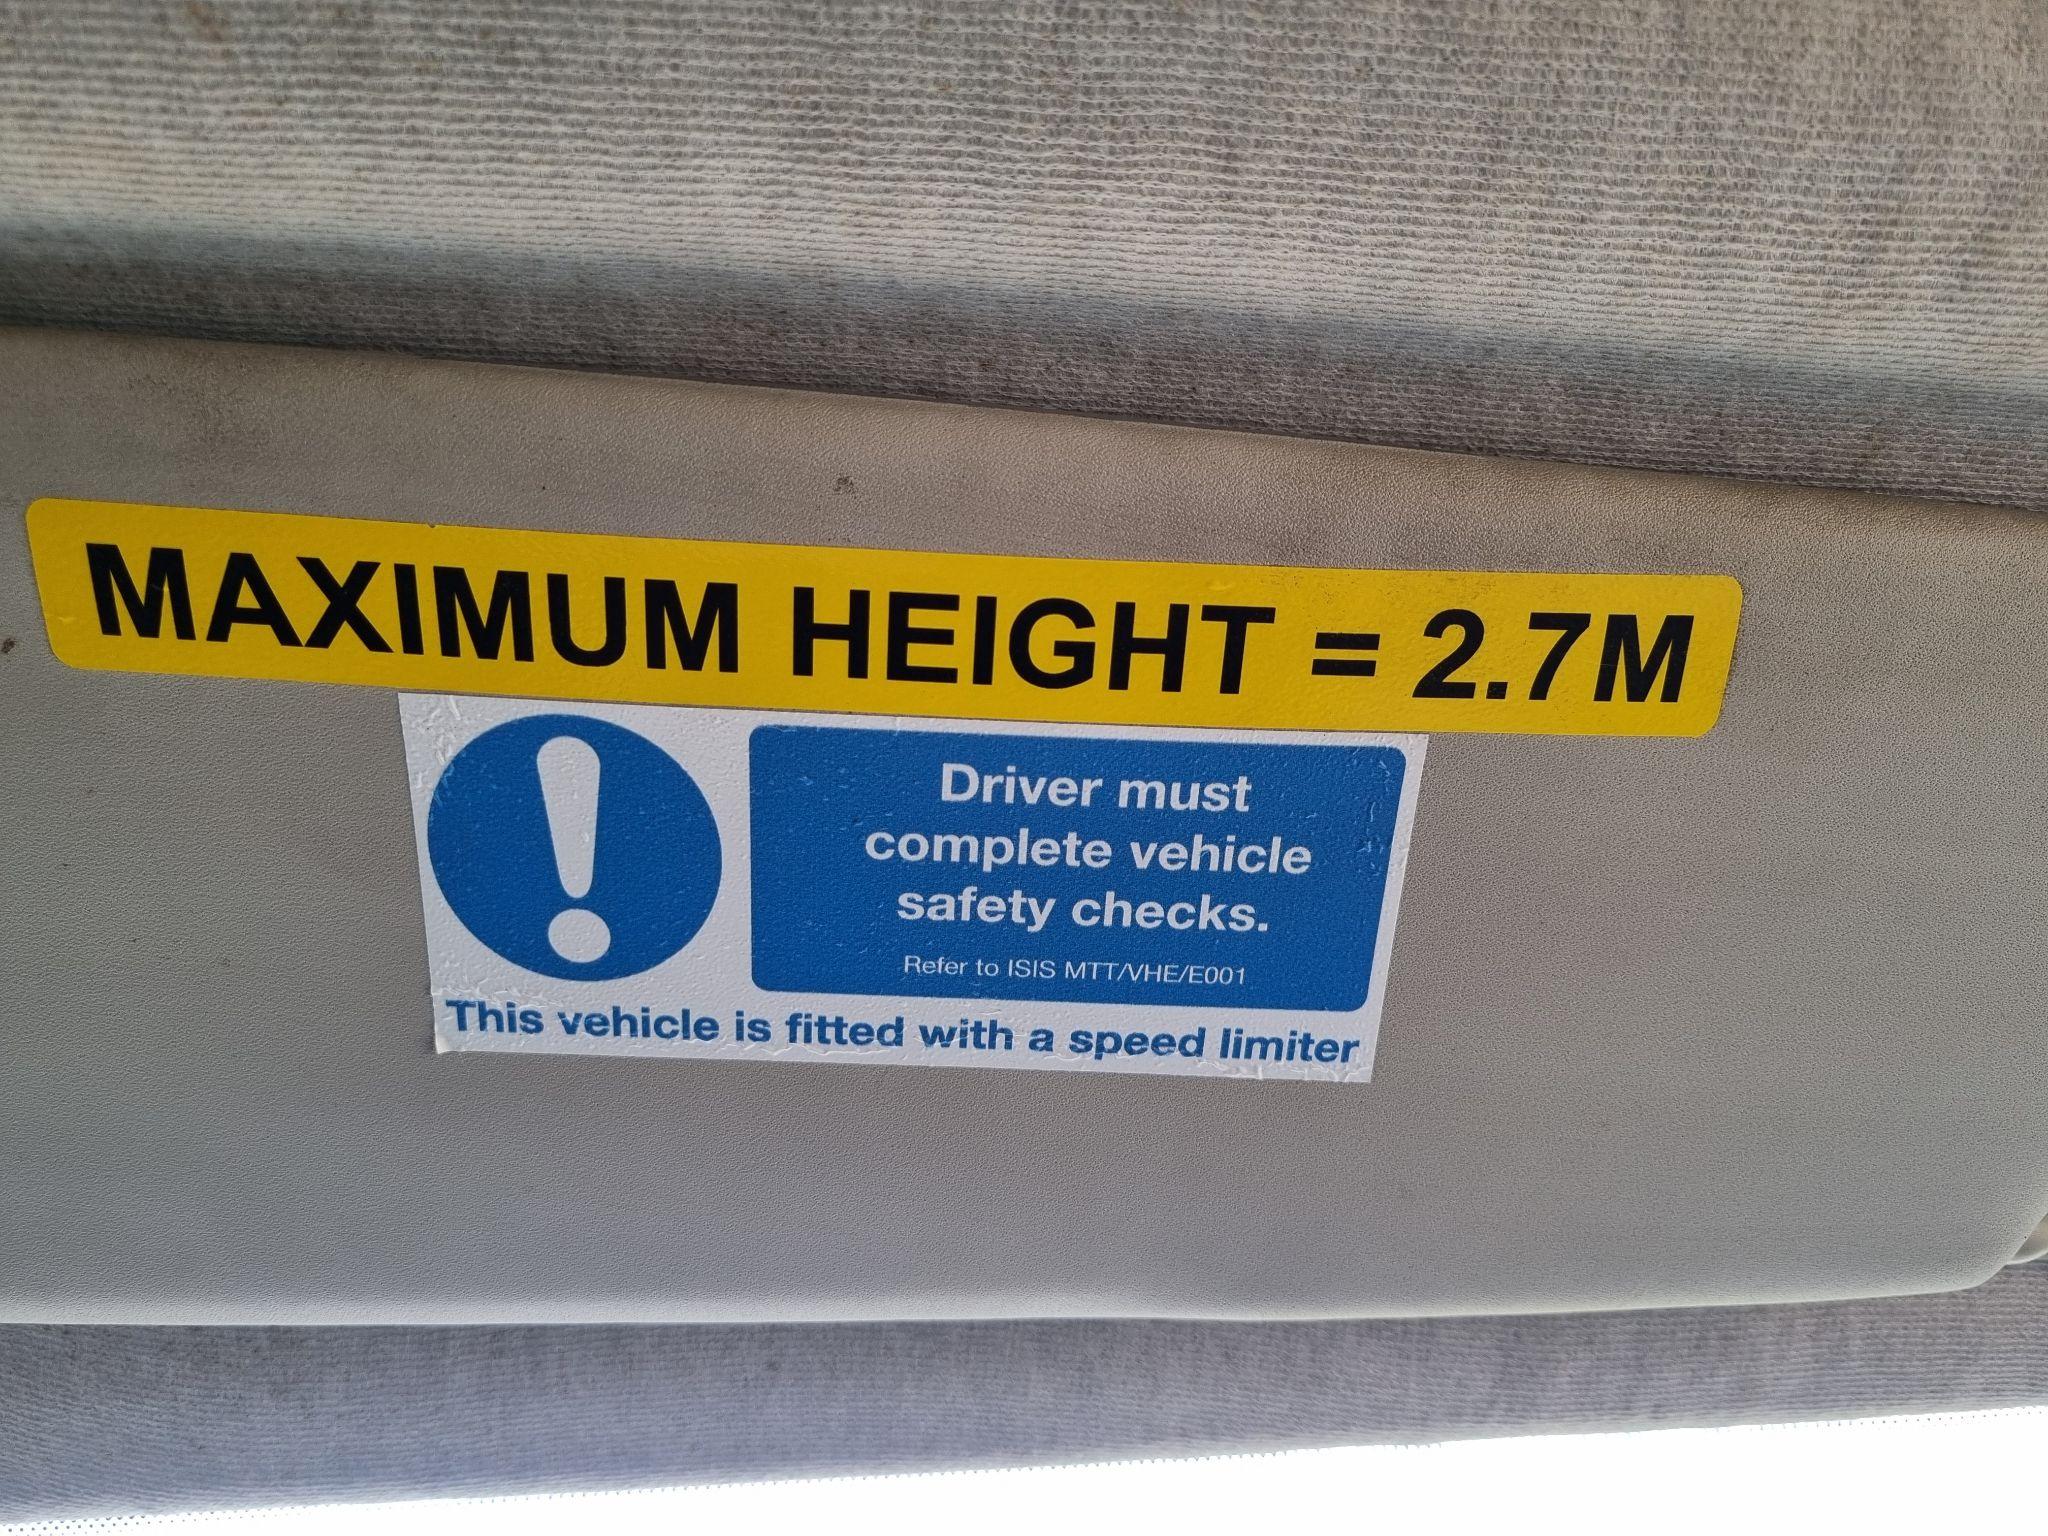 MAXIMUM HEIGHT = 2.7M
Driver must
complete vehicle
safety checks.
Refer to ISIS MTT/VHE/E001
This vehicle is fitted with a speed limiter